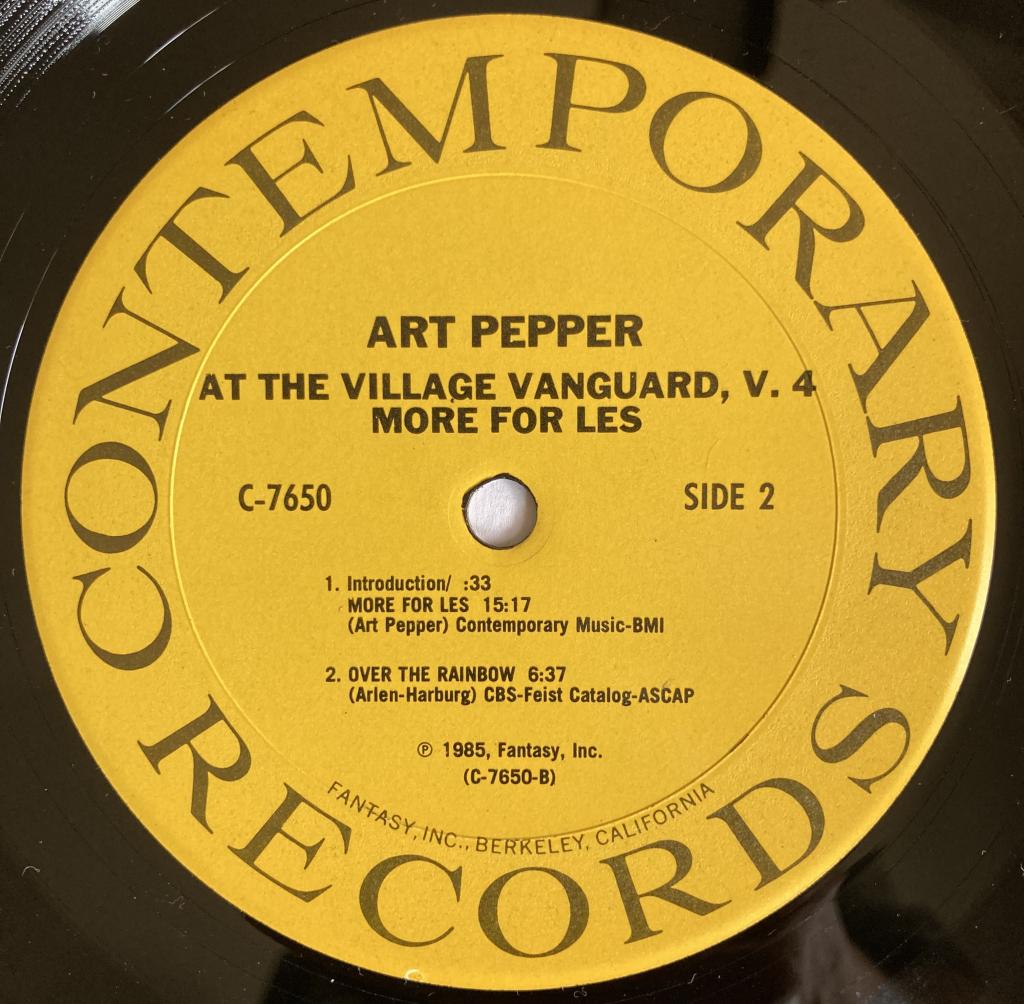 CONTEMPORARY
ART PEPPER
AT THE VILLAGE VANGUARD, V. 4
MORE FOR LES
C-7650
SIDE 2
1. Introduction/ :33
MORE FOR LES 15:17
(Art Pepper) Contemporary Music-BMI
2. OVER THE RAINBOW 6:37
(Arlen-Harburg) CBS-Feist Catalog-ASCAP
℗ 1985, Fantasy, Inc.
(C-7650-B)
FANTASY, INC., BERKELEY, CALIFORNIA
RECORDS